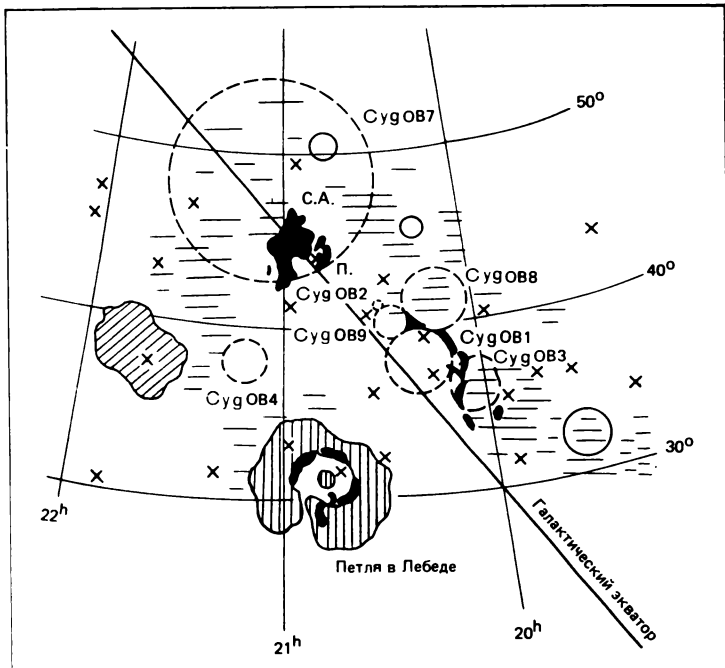 50°
Cyg OB7
С.А.
П.
Cyg OB8
40°
Cyg OB2
Cyg OB9
Cyg OB1
Cyg OB3
Cyg OB4
30°
22h
Галактический экватор
Петля в Лебеде
21h
20h